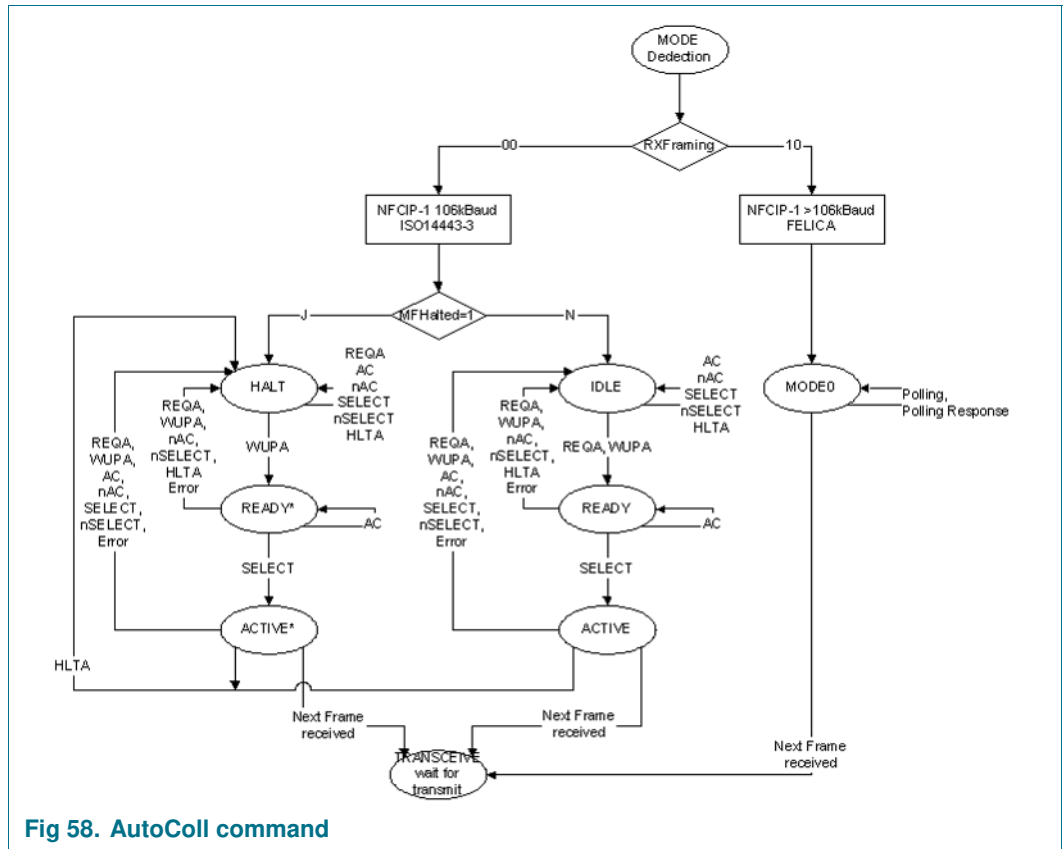 MODE
Dedection
RXFraming
00
10
NFCIP-1 106kBaud
ISO14443-3
NFCIP-1 >106kBaud
FELICA
MFHalted=1
J
N
HALT
REQA
AC
nAC
SELECT
nSELECT
HLTA
IDLE
AC
nAC
SELECT
nSELECT
HLTA
MODE0
Polling,
Polling Response
REQA,
WUPA,
AC,
nAC,
SELECT,
nSELECT,
Error
REQA,
WUPA,
nAC,
nSELECT,
HLTA
Error
WUPA
REQA,
WUPA,
AC,
nAC,
SELECT,
nSELECT,
Error
REQA,
WUPA,
nAC,
nSELECT,
HLTA
Error
REQA, WUPA
READY*
AC
READY
AC
SELECT
SELECT
ACTIVE*
ACTIVE
HLTA
Next Frame
received
Next Frame
received
Next Frame
received
TRANSCEIVE
wait for
transmit
Fig 58. AutoColl command